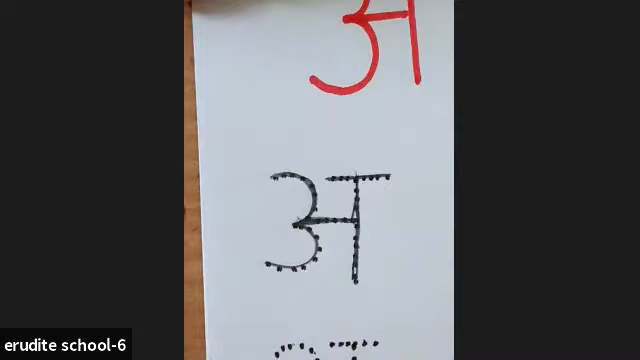 अ
अ
अ
erudite school-6